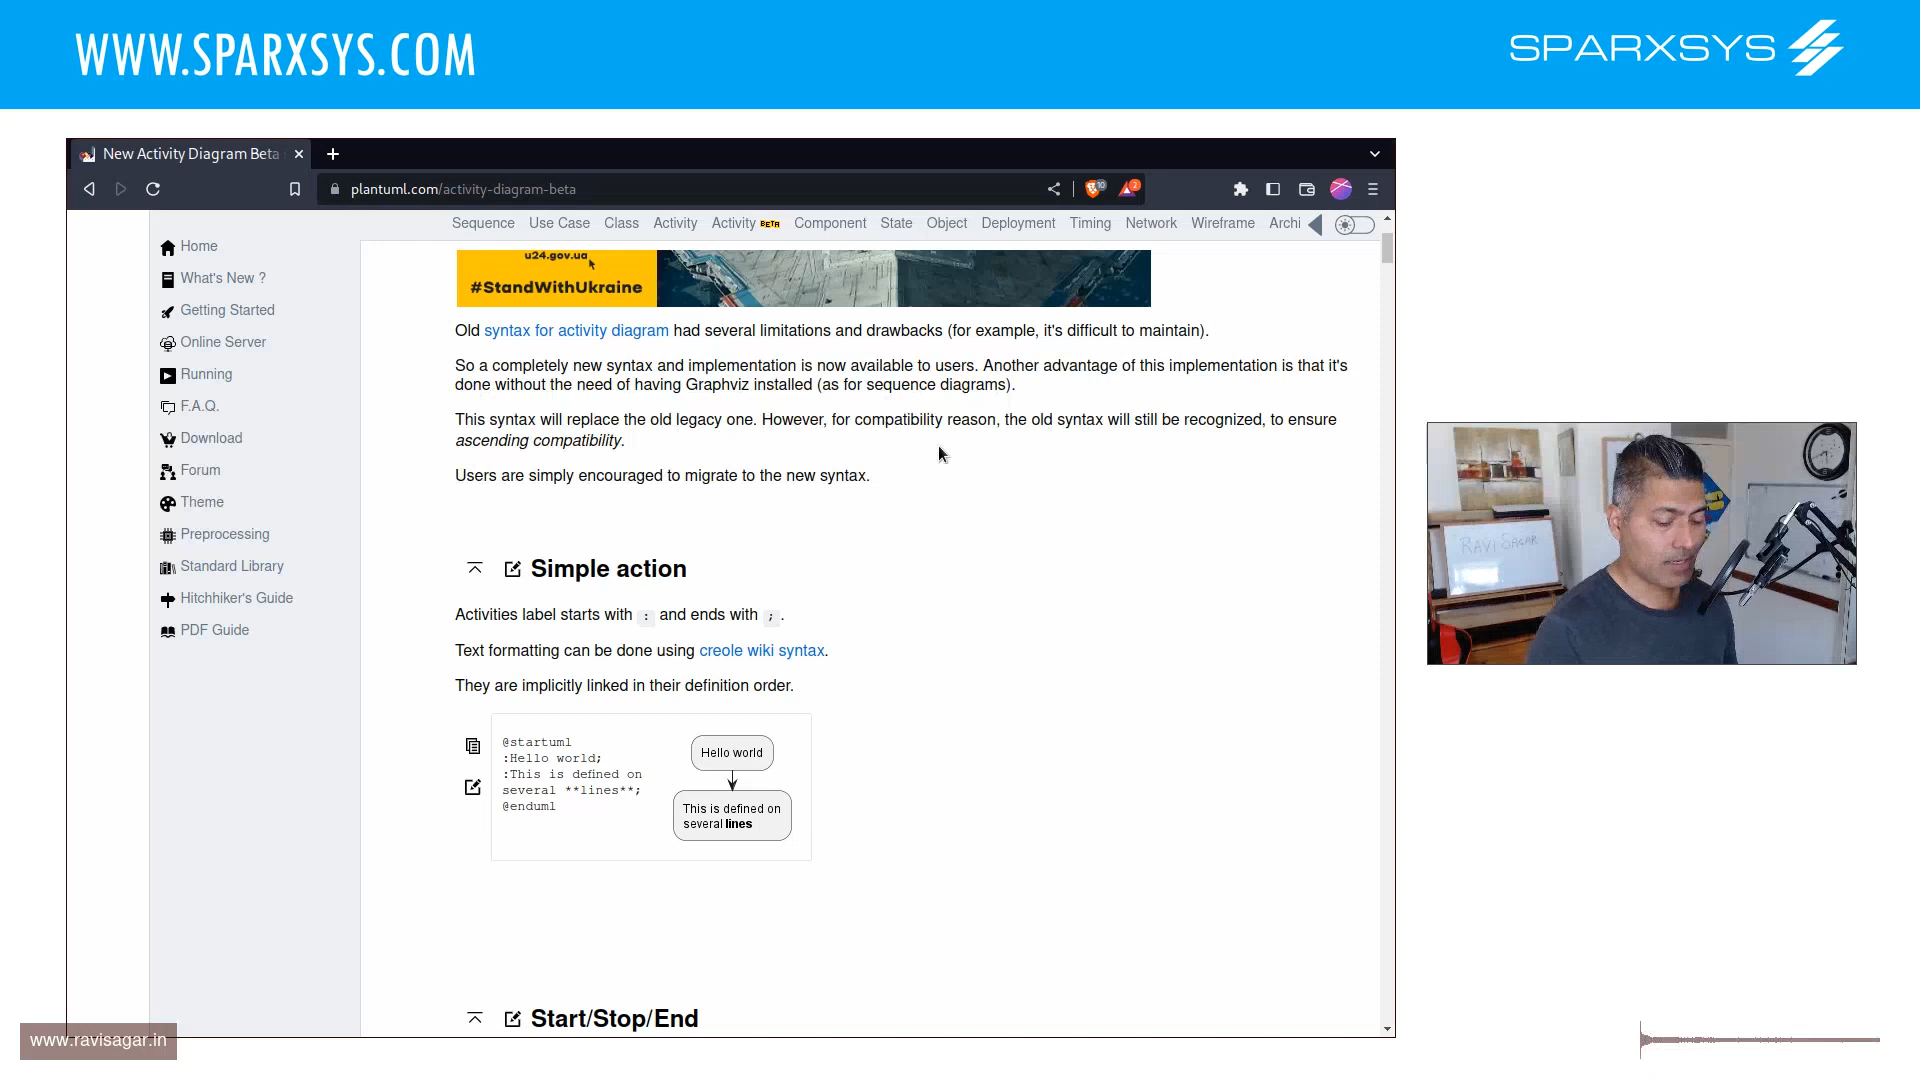 WWW.SPARXSYS.COM
SPARXSYS
New Activity Diagram Beta
plantuml.com/activity-diagram-beta
10
2
Sequence Use Case Class Activity Activity BETA Component State Object Deployment Timing Network Wireframe Archi
Home
What's New ?
Getting Started
Online Server
Running
F.A.Q.
Download
Forum
Theme
Preprocessing
Standard Library
Hitchhiker's Guide
PDF Guide
u24.gov.ua
#StandWithUkraine
Old syntax for activity diagram had several limitations and drawbacks (for example, it's difficult to maintain).
So a completely new syntax and implementation is now available to users. Another advantage of this implementation is that it's
done without the need of having Graphviz installed (as for sequence diagrams).
This syntax will replace the old legacy one. However, for compatibility reason, the old syntax will still be recognized, to ensure
ascending compatibility.
Users are simply encouraged to migrate to the new syntax.
Simple action
Activities label starts with : and ends with ; .
Text formatting can be done using creole wiki syntax.
They are implicitly linked in their definition order.
@startuml
:Hello world;
:This is defined on
several **lines**;
@enduml
Hello world
This is defined on
several lines
Start/Stop/End
RAVI SAGAR
www.ravisagar.in